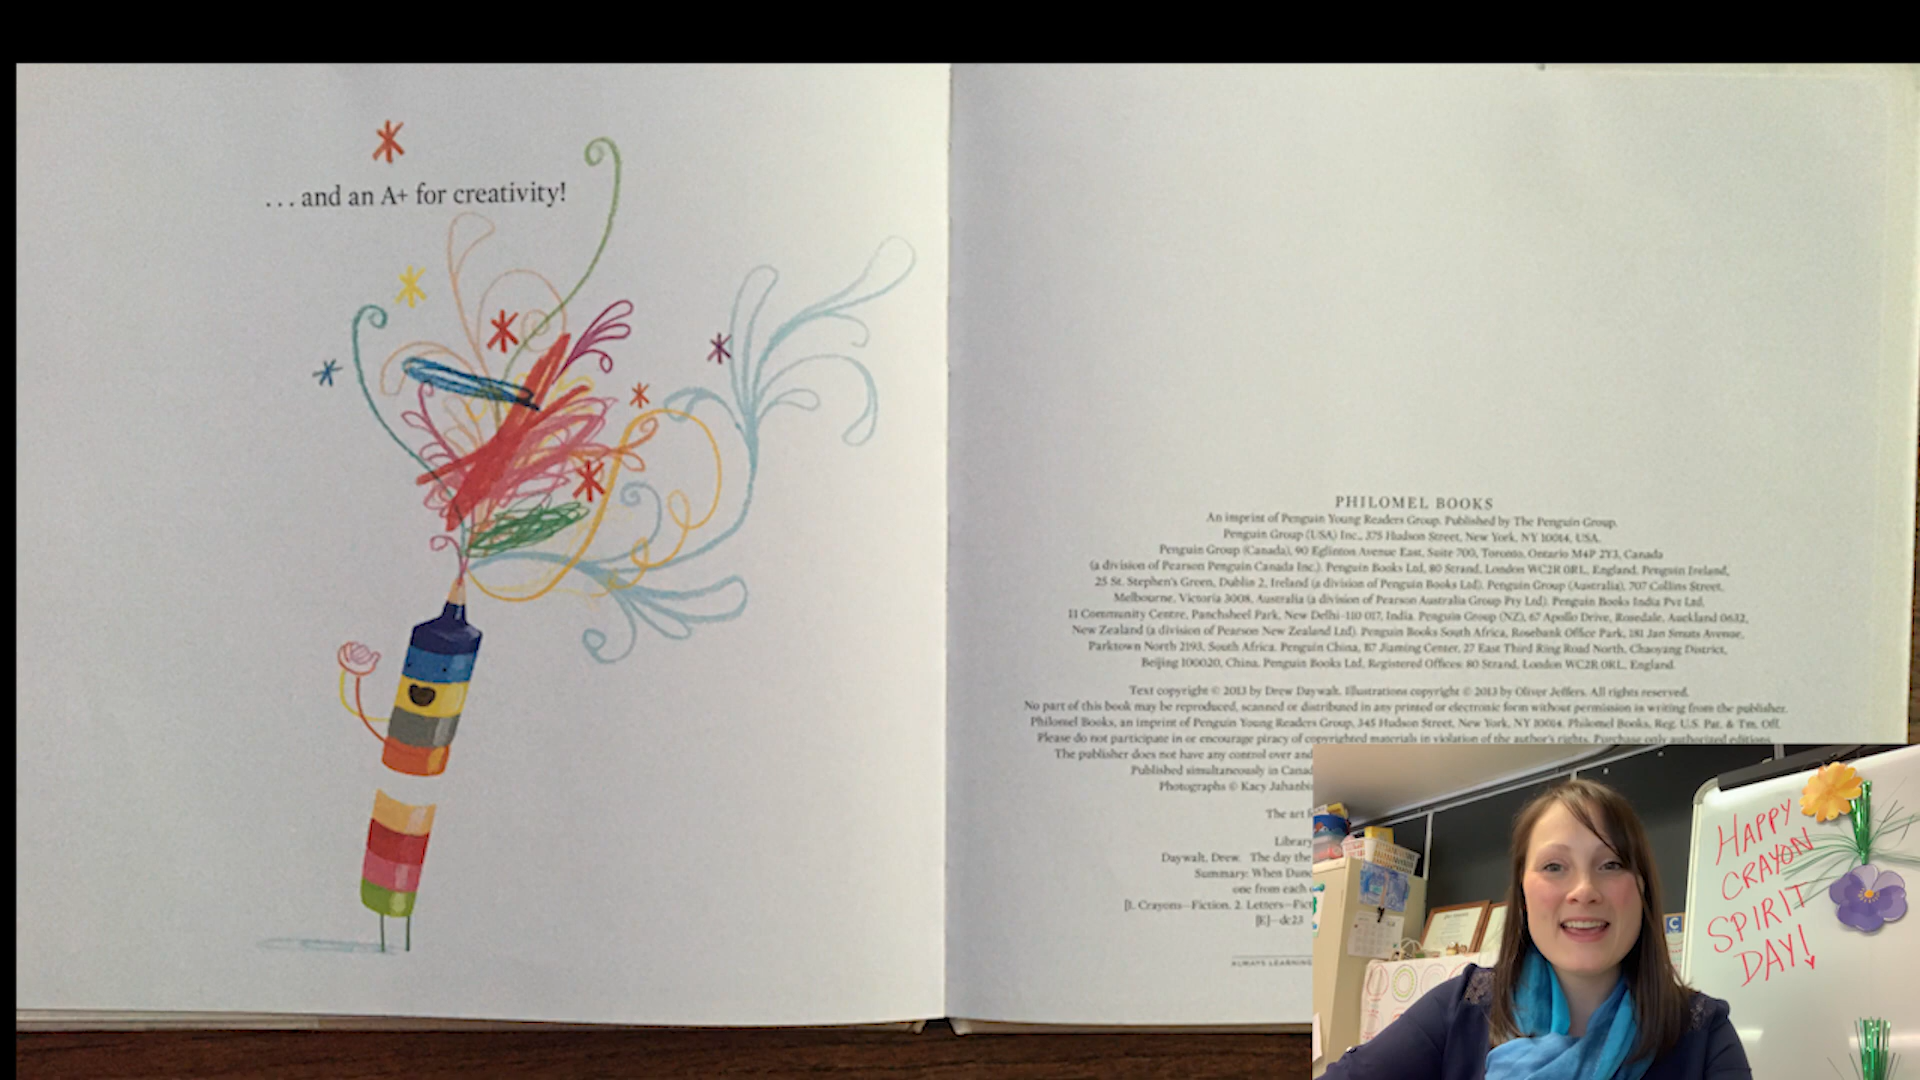 . . . and an A+ for creativity!
PHILOMEL BOOKS
An imprint of Penguin Young Readers Group. Published by The Penguin Group.
Penguin Group (USA) Inc., 375 Hudson Street, New York, NY 10014, USA.
Penguin Group (Canada), 90 Eglinton Avenue East, Suite 700, Toronto, Ontario M4P 2Y3, Canada
(a division of Pearson Penguin Canada Inc.). Penguin Books Ltd, 80 Strand, London WC2R 0RL, England. Penguin Ireland,
25 St. Stephen's Green, Dublin 2, Ireland (a division of Penguin Books Ltd). Penguin Group (Australia), 707 Collins Street,
Melbourne, Victoria 3008, Australia (a division of Pearson Australia Group Pty Ltd). Penguin Books India Pvt Ltd,
11 Community Centre, Panchsheel Park, New Delhi—110 017, India. Penguin Group (NZ), 67 Apollo Drive, Rosedale, Auckland 0632,
New Zealand (a division of Pearson New Zealand Ltd). Penguin Books South Africa, Rosebank Office Park, 181 Jan Smuts Avenue,
Parktown North 2193, South Africa. Penguin China, B7 Jiaming Center, 27 East Third Ring Road North, Chaoyang District,
Beijing 100020, China. Penguin Books Ltd, Registered Offices: 80 Strand, London WC2R 0RL, England.
Text copyright © 2013 by Drew Daywalt. Illustrations copyright © 2013 by Oliver Jeffers. All rights reserved.
No part of this book may be reproduced, scanned or distributed in any printed or electronic form without permission in writing from the publisher.
Philomel Books, an imprint of Penguin Young Readers Group, 345 Hudson Street, New York, NY 10014. Philomel Books, Reg. U.S. Pat. & Tm. Off.
Please do not participate in or encourage piracy of copyrighted materials in violation of the author's rights. Purchase only authorized editions.
The publisher does not have any control over and
Published simultaneously in Canad
Photographs © Kacy Jahanbi
The art f
Library
Daywalt, Drew. The day the
Summary: When Dunc
one from each
[1. Crayons—Fiction. 2. Letters—Fict
[E]—dc23
ALWAYS LEARNING
HAPPY
CRAYON
SPIRIT
DAY!
C